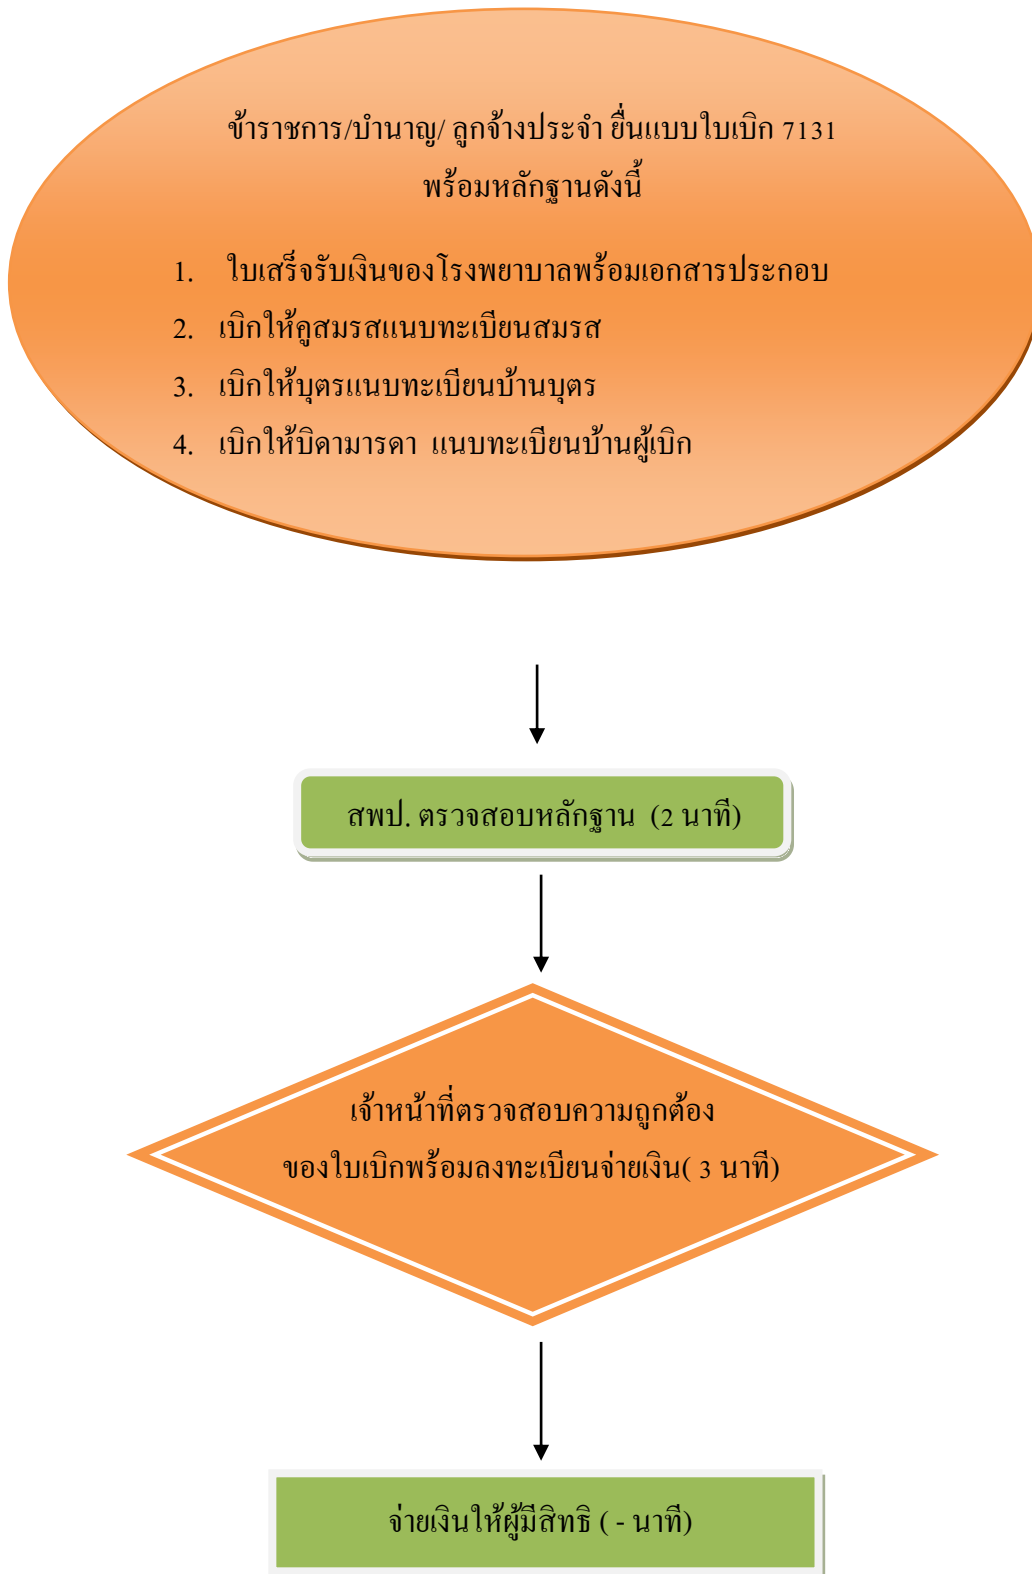 ข้าราชการ/บำนาญ/ ลูกจ้างประจำ ยื่นแบบใบเบิก 7131
พร้อมหลักฐานดังนี้
1. ใบเสร็จรับเงินของโรงพยาบาลพร้อมเอกสารประกอบ
2. เบิกให้คู่สมรสแนบทะเบียนสมรส
3. เบิกให้บุตรแนบทะเบียนบ้านบุตร
4. เบิกให้บิดามารดา แนบทะเบียนบ้านผู้เบิก
สพป. ตรวจสอบหลักฐาน (2 นาที)
เจ้าหน้าที่ตรวจสอบความถูกต้อง
ของใบเบิกพร้อมลงทะเบียนจ่ายเงิน( 3 นาที)
จ่ายเงินให้ผู้มีสิทธิ ( - นาที)